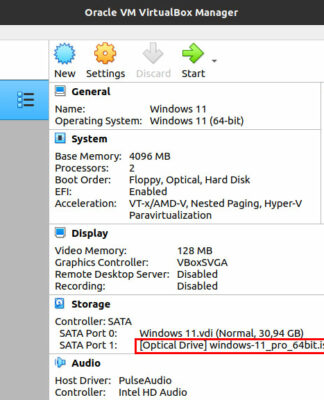 Oracle VM VirtualBox Manager
New Settings Discard Start
General
Name: Windows 11
Operating System: Windows 11 (64-bit)
System
Base Memory: 4096 MB
Processors: 2
Boot Order: Floppy, Optical, Hard Disk
EFI: Enabled
Acceleration: VT-x/AMD-V, Nested Paging, Hyper-V
Paravirtualization
Display
Video Memory: 128 MB
Graphics Controller: VBoxSVGA
Remote Desktop Server: Disabled
Recording: Disabled
Storage
Controller: SATA
SATA Port 0: Windows 11.vdi (Normal, 30,94 GB)
SATA Port 1: [Optical Drive] windows-11_pro_64bit.is
Audio
Host Driver: PulseAudio
Controller: Intel HD Audio